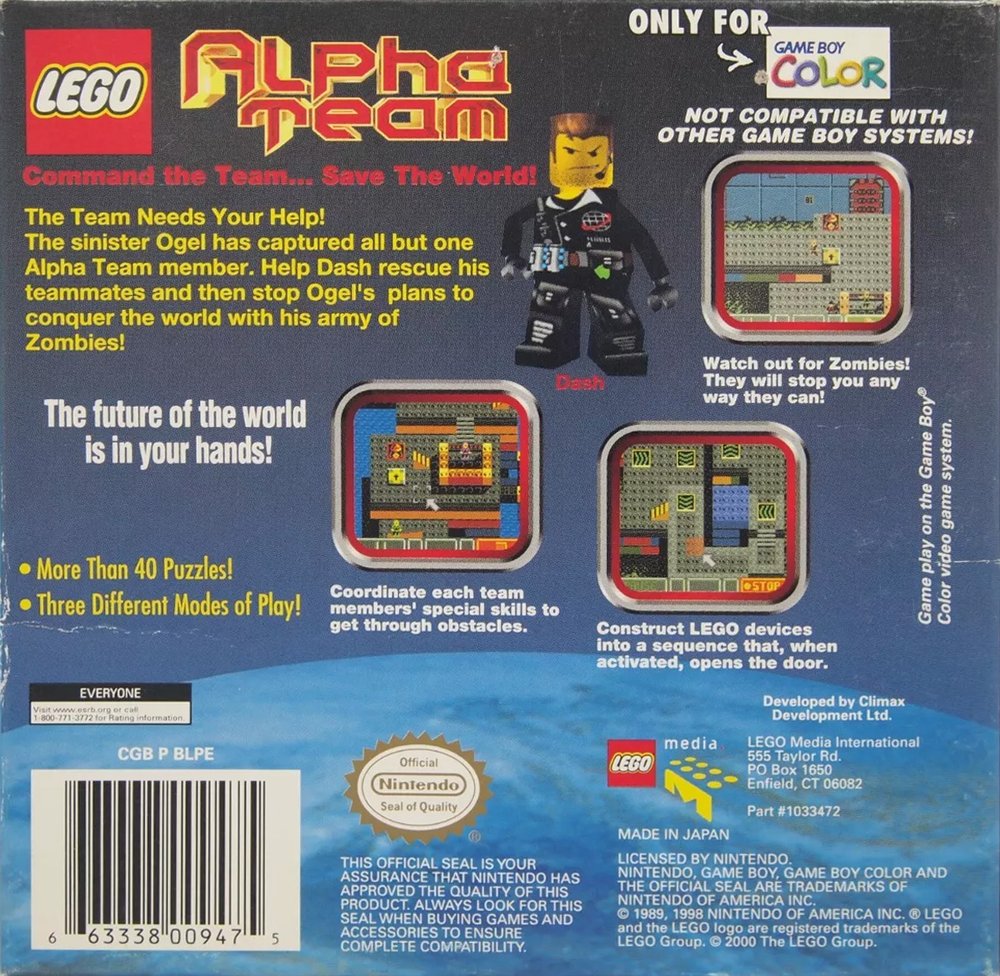 LEGO
ALPHA
TEAM
ONLY FOR
GAME BOY
COLOR
NOT COMPATIBLE WITH
OTHER GAME BOY SYSTEMS!
Command the Team... Save The World!
The Team Needs Your Help!
The sinister Ogel has captured all but one
Alpha Team member. Help Dash rescue his
teammates and then stop Ogel's plans to
conquer the world with his army of
Zombies!
Dash
Watch out for Zombies!
They will stop you any
way they can!
The future of the world
is in your hands!
• More Than 40 Puzzles!
• Three Different Modes of Play!
Coordinate each team
members' special skills to
get through obstacles.
STOP
Construct LEGO devices
into a sequence that, when
activated, opens the door.
Game play on the Game Boy®
Color video game system.
EVERYONE
Visit www.esrb.org or call
1-800-771-3772 for Rating information.
CGB P BLPE
6 63338 00947 5
Official
Nintendo
Seal of Quality
®
THIS OFFICIAL SEAL IS YOUR
ASSURANCE THAT NINTENDO HAS
APPROVED THE QUALITY OF THIS
PRODUCT. ALWAYS LOOK FOR THIS
SEAL WHEN BUYING GAMES AND
ACCESSORIES TO ENSURE
COMPLETE COMPATIBILITY.
Developed by Climax
Development Ltd.
LEGO media
LEGO Media International
555 Taylor Rd.
PO Box 1650
Enfield, CT 06082
Part #1033472
MADE IN JAPAN
LICENSED BY NINTENDO.
NINTENDO, GAME BOY, GAME BOY COLOR AND
THE OFFICIAL SEAL ARE TRADEMARKS OF
NINTENDO OF AMERICA INC.
© 1989, 1998 NINTENDO OF AMERICA INC. ® LEGO
and the LEGO logo are registered trademarks of the
LEGO Group. © 2000 The LEGO Group.